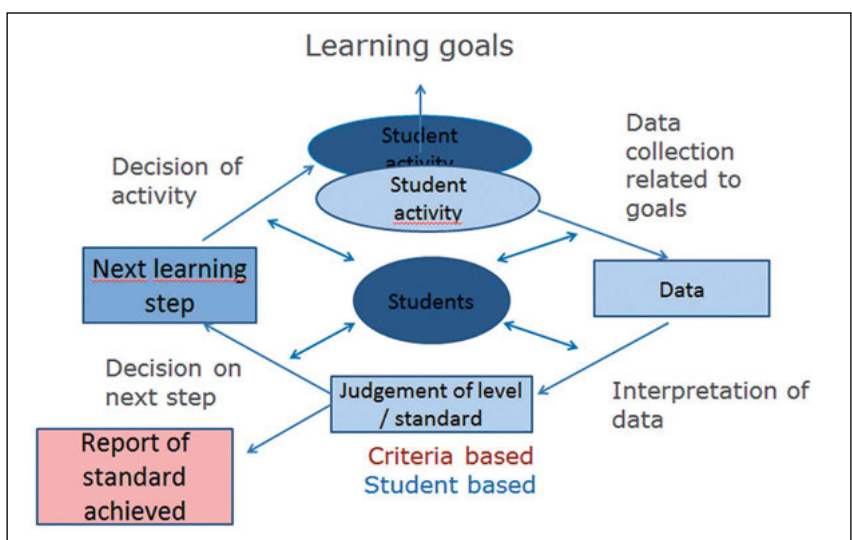 Learning goals
Student
activity
Student
activity
Decision of
activity
Data
collection
related to
goals
Next learning
step
Students
Data
Decision on
next step
Judgement of level
/ standard
Interpretation of
data
Report of
standard
achieved
Criteria based
Student based